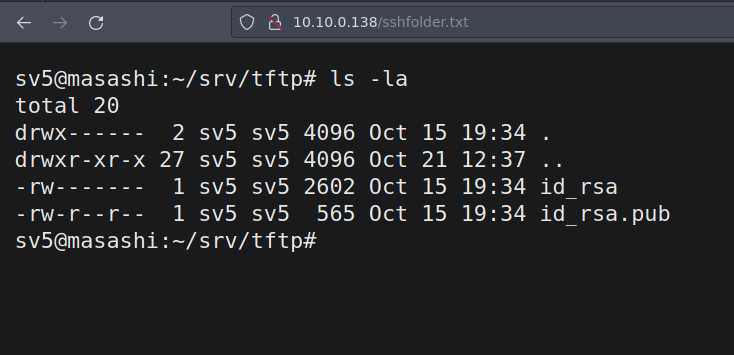 10.10.0.138/sshfolder.txt
sv5@masashi:~/srv/tftp# ls -la
total 20
drwx------  2 sv5 sv5 4096 Oct 15 19:34 .
drwxr-xr-x 27 sv5 sv5 4096 Oct 21 12:37 ..
-rw-------  1 sv5 sv5 2602 Oct 15 19:34 id_rsa
-rw-r--r--  1 sv5 sv5  565 Oct 15 19:34 id_rsa.pub
sv5@masashi:~/srv/tftp#